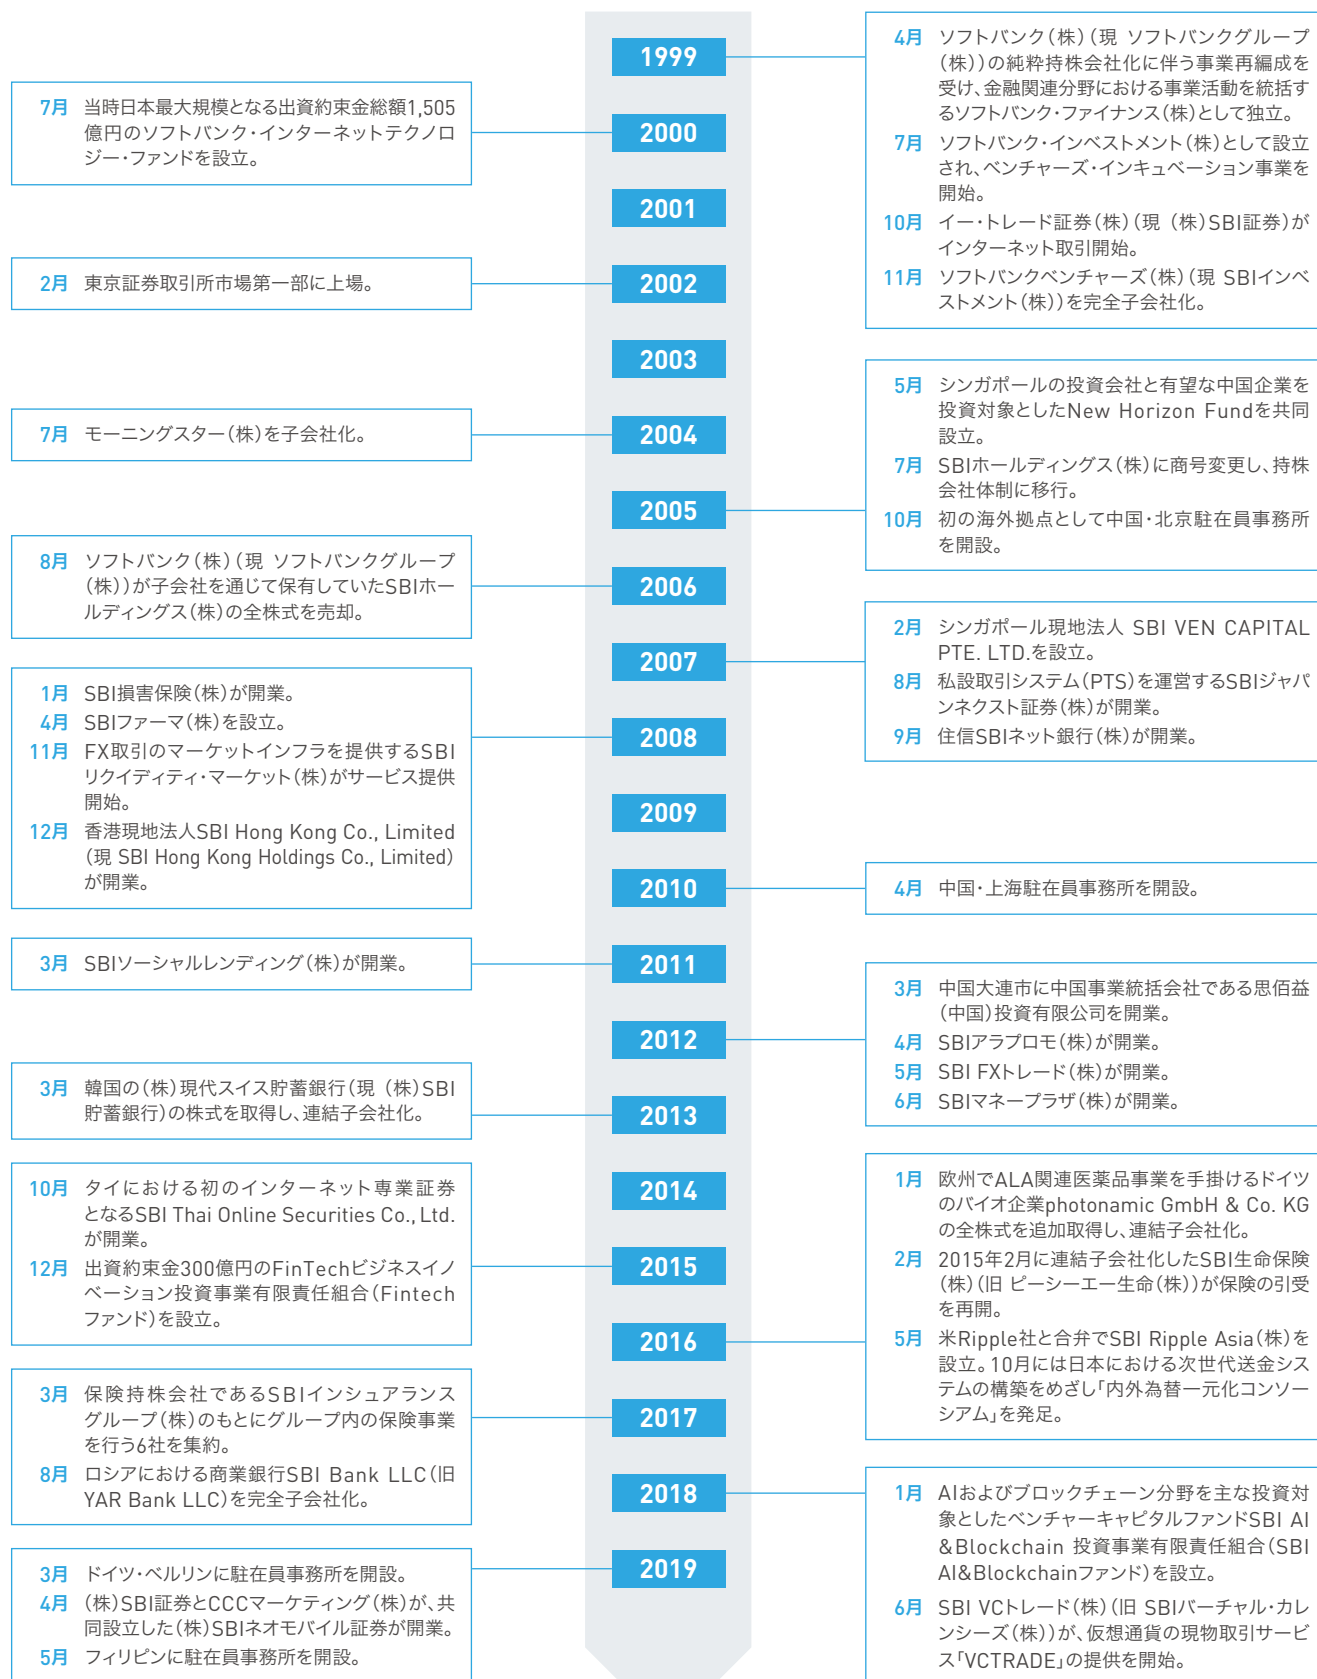 1999
4月 ソフトバンク(株)(現 ソフトバンクグループ
(株))の純粋持株会社化に伴う事業再編成を
受け、金融関連分野における事業活動を統括す
るソフトバンク・ファイナンス(株)として独立。
7月 ソフトバンク・インベストメント(株)として設立
され、ベンチャーズ・インキュベーション事業を
開始。
10月 イー・トレード証券(株)(現 (株)SBI証券)が
インターネット取引開始。
11月 ソフトバンクベンチャーズ(株)(現 SBIインベ
ストメント(株))を完全子会社化。
2000
7月 当時日本最大規模となる出資約束金総額1,505
億円のソフトバンク・インターネットテクノロ
ジー・ファンドを設立。
2001
2002
2月 東京証券取引所市場第一部に上場。
2003
2004
7月 モーニングスター(株)を子会社化。
2005
5月 シンガポールの投資会社と有望な中国企業を
投資対象としたNew Horizon Fundを共同
設立。
7月 SBIホールディングス(株)に商号変更し、持株
会社体制に移行。
10月 初の海外拠点として中国・北京駐在員事務所
を開設。
2006
8月 ソフトバンク(株)(現 ソフトバンクグループ
(株))が子会社を通じて保有していたSBIホー
ルディングス(株)の全株式を売却。
2007
2月 シンガポール現地法人 SBI VEN CAPITAL
PTE. LTD.を設立。
8月 私設取引システム(PTS)を運営するSBIジャパ
ンネクスト証券(株)が開業。
9月 住信SBIネット銀行(株)が開業。
2008
1月 SBI損害保険(株)が開業。
4月 SBIファーマ(株)を設立。
11月 FX取引のマーケットインフラを提供するSBI
リクイディティ・マーケット(株)がサービス提供
開始。
12月 香港現地法人SBI Hong Kong Co., Limited
(現 SBI Hong Kong Holdings Co., Limited)
が開業。
2009
2010
4月 中国・上海駐在員事務所を開設。
2011
3月 SBIソーシャルレンディング(株)が開業。
2012
3月 中国大連市に中国事業統括会社である思佰益
(中国)投資有限公司を開業。
4月 SBIアラプロモ(株)が開業。
5月 SBI FXトレード(株)が開業。
6月 SBIマネープラザ(株)が開業。
2013
3月 韓国の(株)現代スイス貯蓄銀行(現 (株)SBI
貯蓄銀行)の株式を取得し、連結子会社化。
2014
2015
10月 タイにおける初のインターネット専業証券
となるSBI Thai Online Securities Co., Ltd.
が開業。
12月 出資約束金300億円のFinTechビジネスイノ
ベーション投資事業有限責任組合(Fintech
ファンド)を設立。
2016
1月 欧州でALA関連医薬品事業を手掛けるドイツ
のバイオ企業photonamic GmbH & Co. KG
の全株式を追加取得し、連結子会社化。
2月 2015年2月に連結子会社化したSBI生命保険
(株)(旧 ピーシーエー生命(株))が保険の引受
を再開。
5月 米Ripple社と合弁でSBI Ripple Asia(株)を
設立。10月には日本における次世代送金シス
テムの構築をめざし「内外為替一元化コンソー
シアム」を発足。
2017
3月 保険持株会社であるSBIインシュアランス
グループ(株)のもとにグループ内の保険事業
を行う6社を集約。
8月 ロシアにおける商業銀行SBI Bank LLC(旧
YAR Bank LLC)を完全子会社化。
2018
1月 AIおよびブロックチェーン分野を主な投資対
象としたベンチャーキャピタルファンドSBI AI
&Blockchain 投資事業有限責任組合(SBI
AI&Blockchainファンド)を設立。
6月 SBI VCトレード(株)(旧 SBIバーチャル・カレ
ンシーズ(株))が、仮想通貨の現物取引サービ
ス「VCTRADE」の提供を開始。
2019
3月 ドイツ・ベルリンに駐在員事務所を開設。
4月 (株)SBI証券とCCCマーケティング(株)が、共
同設立した(株)SBIネオモバイル証券が開業。
5月 フィリピンに駐在員事務所を開設。